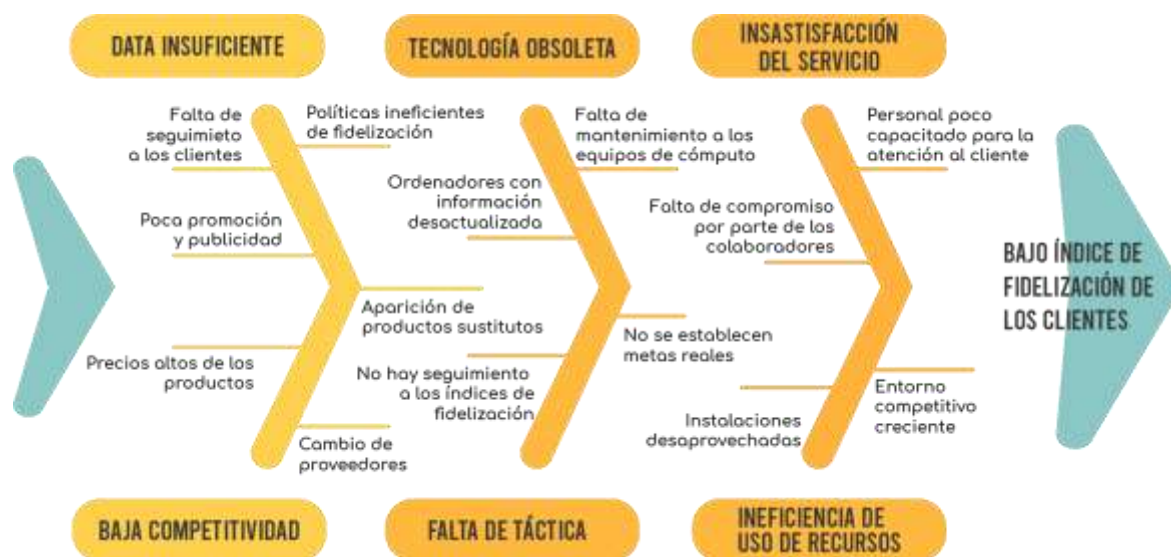 DATA INSUFICIENTE
TECNOLOGÍA OBSOLETA
INSASTISFACCIÓN
DEL SERVICIO
Falta de
seguimieto
a los clientes
Políticas ineficientes
de fidelización
Poca promoción
y publicidad
Falta de
mantenimiento a los
equipos de cómputo
Ordenadores con
información
desactualizada
Personal poco
capacitado para la
atención al cliente
Falta de compromiso
por parte de los
colaboradores
BAJO ÍNDICE DE
FIDELIZACIÓN DE
LOS CLIENTES
Aparición de
productos sustitutos
Precios altos de los
productos
Cambio de
proveedores
No se establecen
metas reales
No hay seguimiento
a los índices de
fidelización
Instalaciones
desaprovechadas
Entorno
competitivo
creciente
BAJA COMPETITIVIDAD
FALTA DE TÁCTICA
INEFICIENCIA DE
USO DE RECURSOS